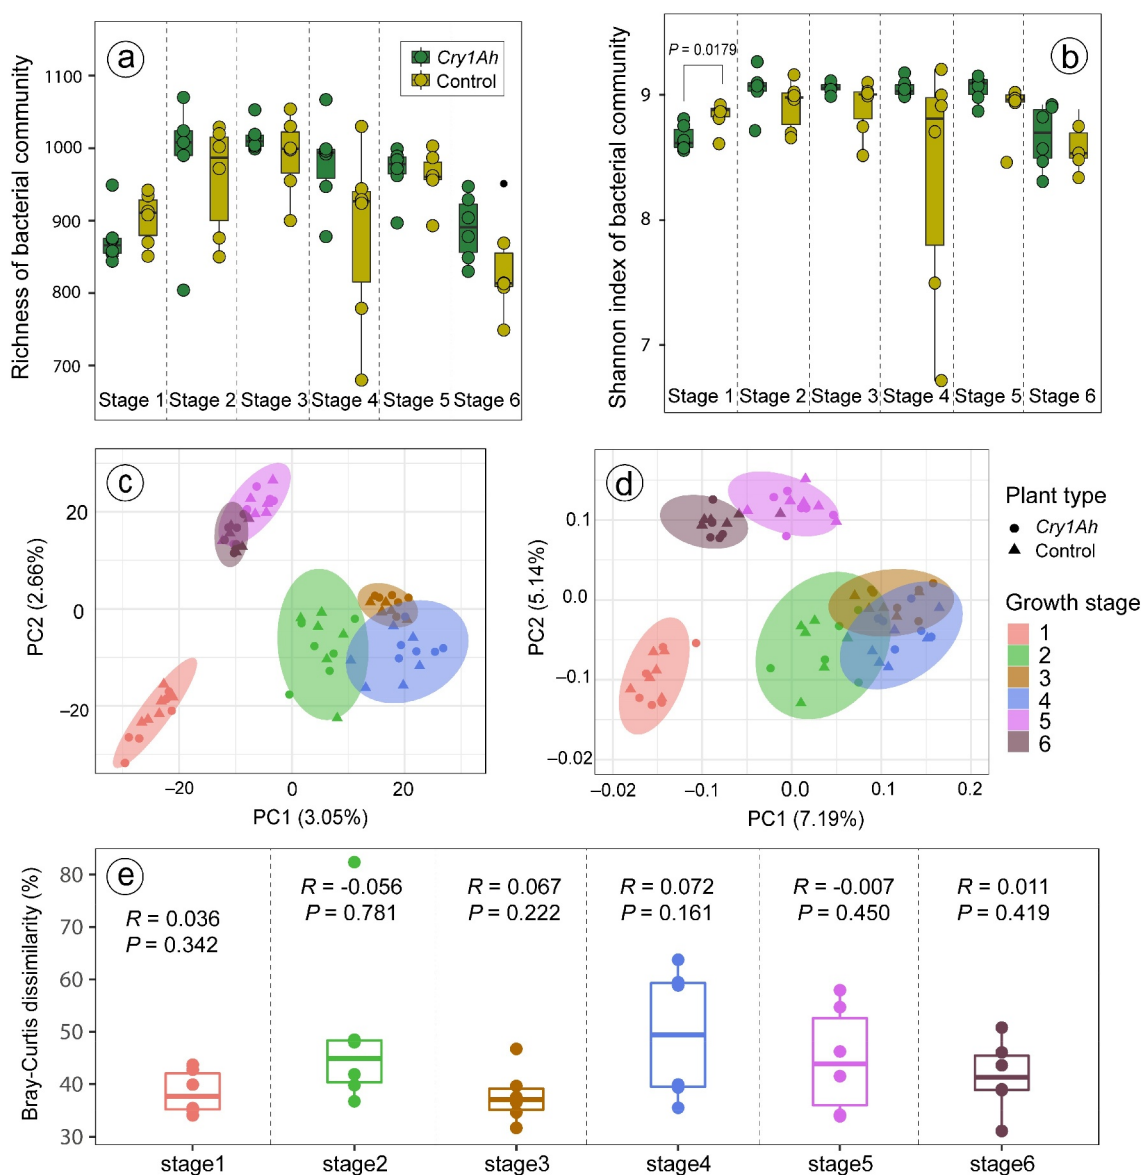 a
Cry1Ah
Control
Richness of bacterial community
1100
1000
900
800
700
Stage 1 Stage 2 Stage 3 Stage 4 Stage 5 Stage 6
b
P = 0.0179
Shannon index of bacterial community
9
8
7
Stage 1 Stage 2 Stage 3 Stage 4 Stage 5 Stage 6
c
PC2 (2.66%)
20
0
−20
−20 0 20
PC1 (3.05%)
d
PC2 (5.14%)
0.1
0.0
−0.1
−0.02
−0.02 −0.1 0.0 0.1 0.2
PC1 (7.19%)
Plant type
Cry1Ah
Control
Growth stage
1
2
3
4
5
6
e
Bray-Curtis dissimilarity (%)
80
70
60
50
40
30
R = 0.036
P = 0.342
R = -0.056
P = 0.781
R = 0.067
P = 0.222
R = 0.072
P = 0.161
R = -0.007
P = 0.450
R = 0.011
P = 0.419
stage1 stage2 stage3 stage4 stage5 stage6